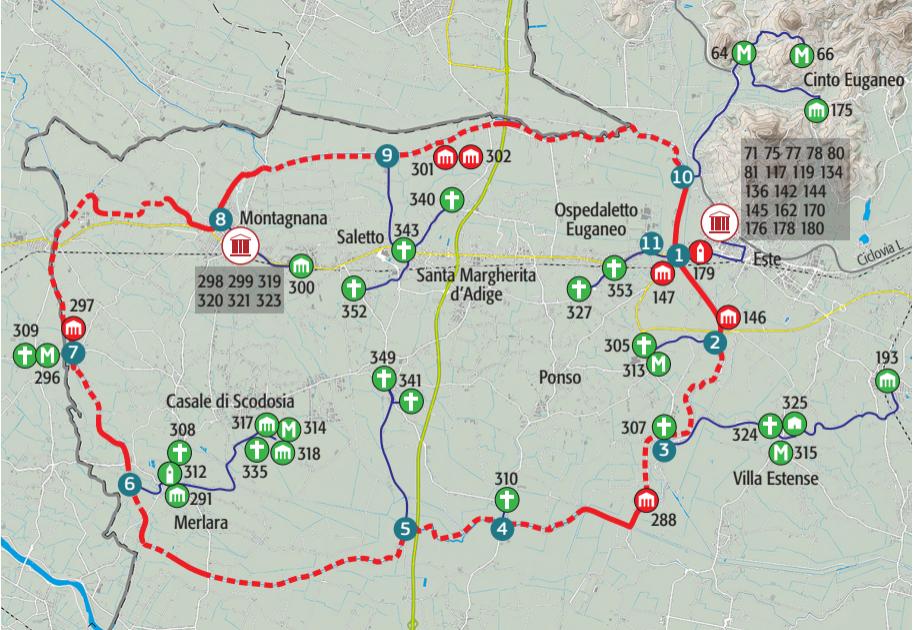 64
66
Cinto Euganeo
175
71 75 77 78 80
81 117 119 134
136 142 144
145 162 170
176 178 180
9
301
302
10
340
8
Montagnana
Ospedaletto
Euganeo
343
Saletto
11
1
179
Este
Ciclovia L.
298 299 319
320 321 323
300
Santa Margherita
d'Adige
352
353
327
147
297
146
309
296
7
305
313
2
349
341
Ponso
193
Casale di Scodosia
317
314
308
335
318
307
3
325
324
315
312
6
291
Merlara
310
Villa Estense
5
4
288
M
M
M
M
M
M